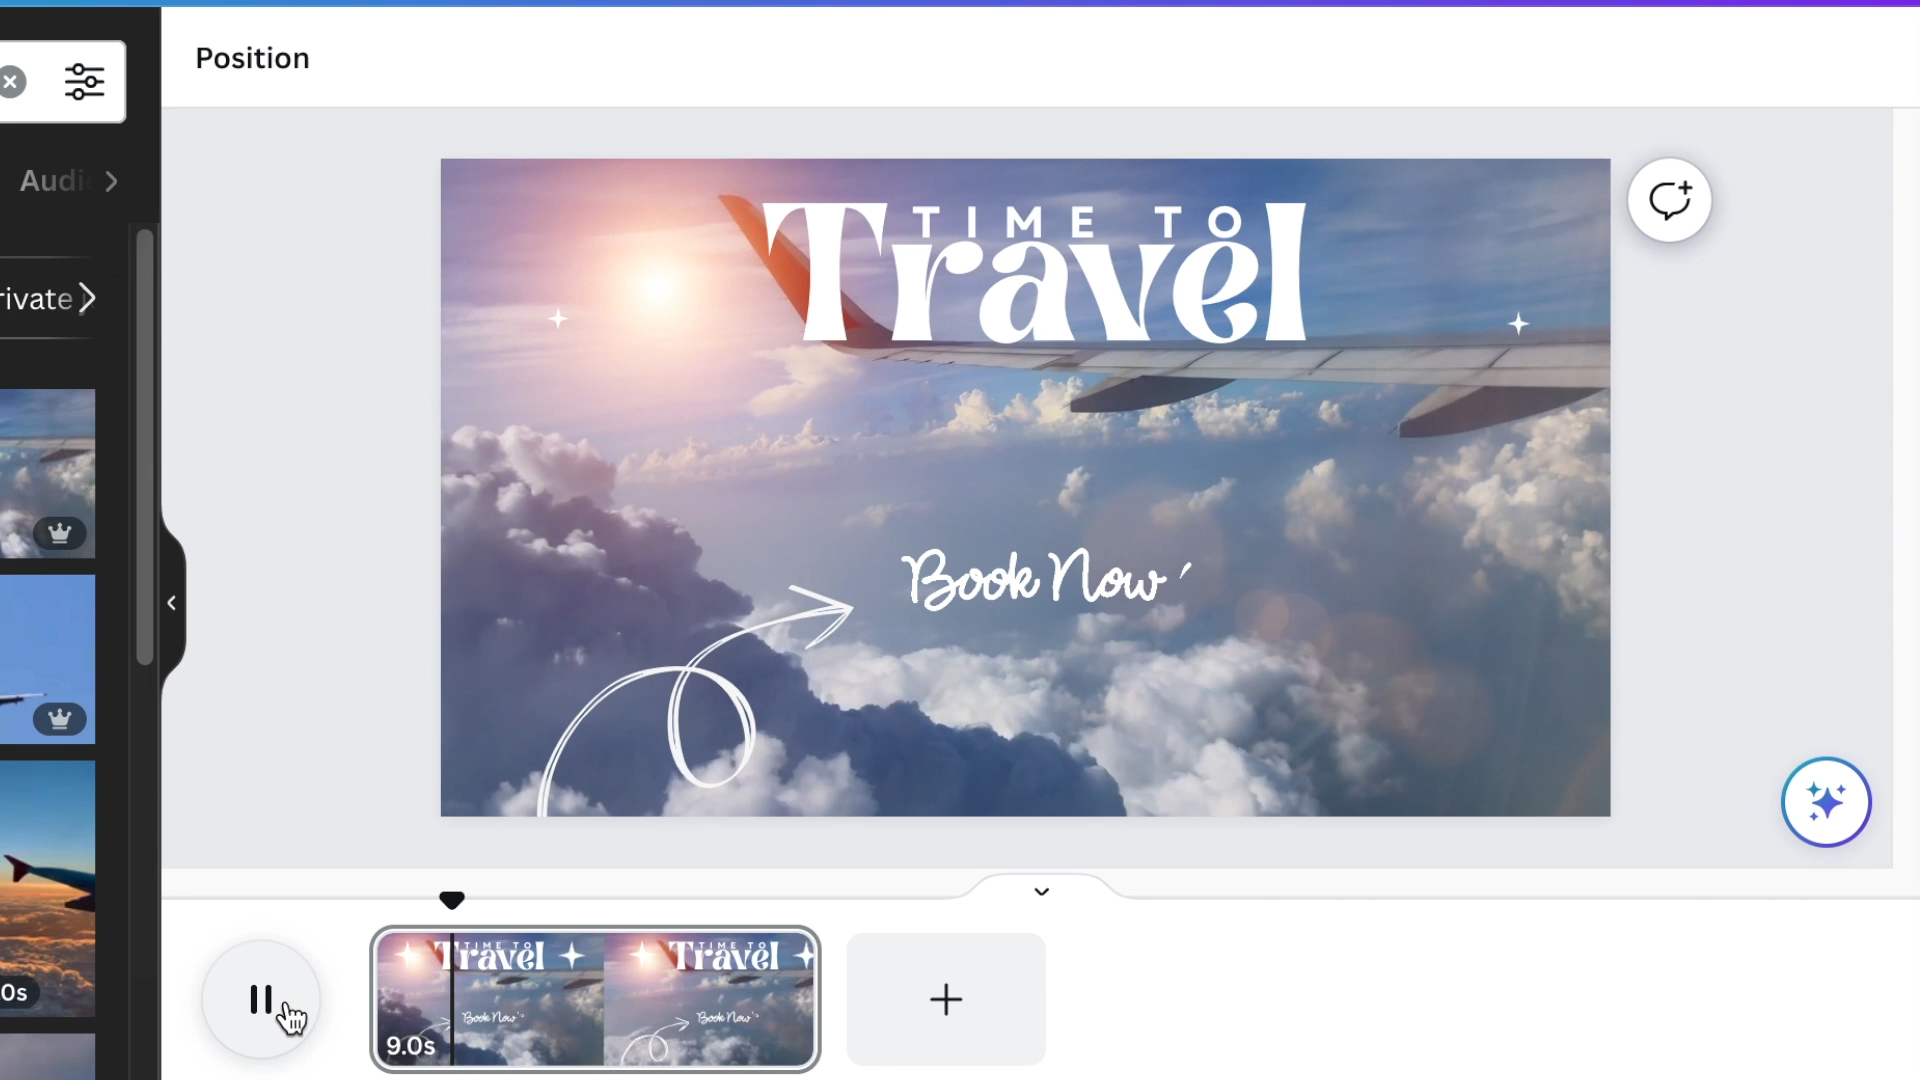 Position
Audi
rivate
TIME TO
Travel
Book Now
TIME TO
Travel
TIME TO
Travel
Book Now
Book Now
0s
9.0s